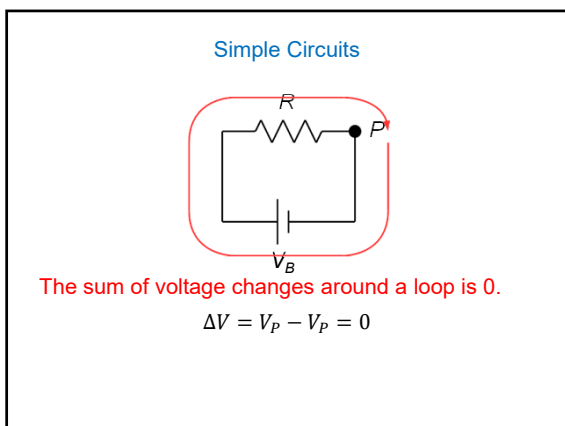 Simple Circuits
R
P
V_B
The sum of voltage changes around a loop is 0.
ΔV = V_P − V_P = 0